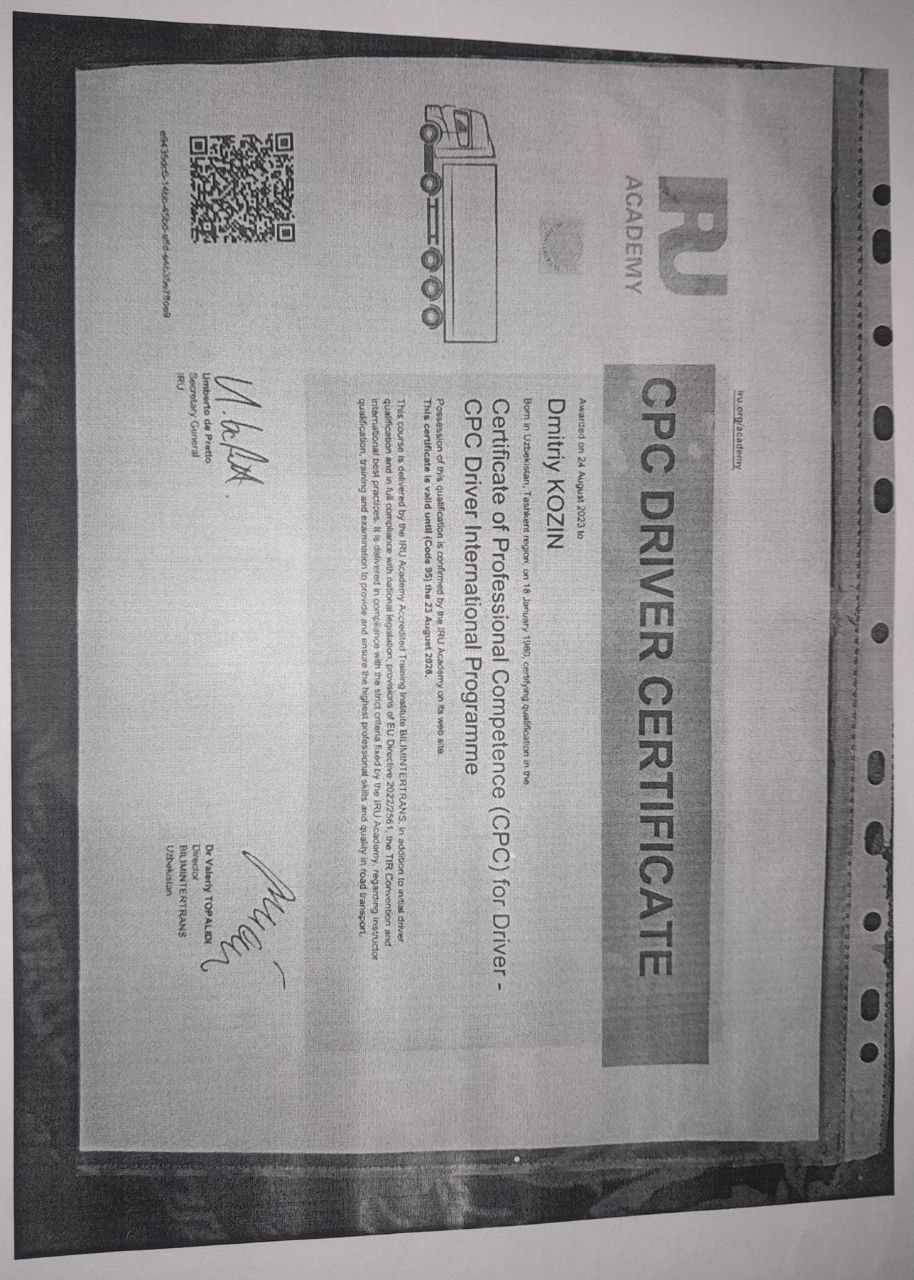 iru.org/academy
IRU
ACADEMY
CPC DRIVER CERTIFICATE
Awarded on 24 August 2023 to
Dmitriy KOZIN
Born in Uzbekistan, Tashkent region, on 18 January 1980, certifying qualification in the
Certificate of Professional Competence (CPC) for Driver -
CPC Driver International Programme
Possession of this qualification is confirmed by the IRU Academy on its web site.
This certificate is valid until (Code 95) the 23 August 2028.
This course is delivered by the IRU Academy Accredited Training Institute BILIMINTERTRANS. In addition to initial driver
qualification and in full compliance with national legislation, provisions of EU Directive 2022/2561, the TIR Convention and
international best practices. It is delivered in compliance with the strict criteria fixed by the IRU Academy, regarding instructor
qualification, training and examination to provide and ensure the highest professional skills and quality in road transport.
Umberto de Pretto
Secretary General
IRU
Dr Valeriy TOPALIDI
Director
BILIMINTERTRANS
Uzbekistan